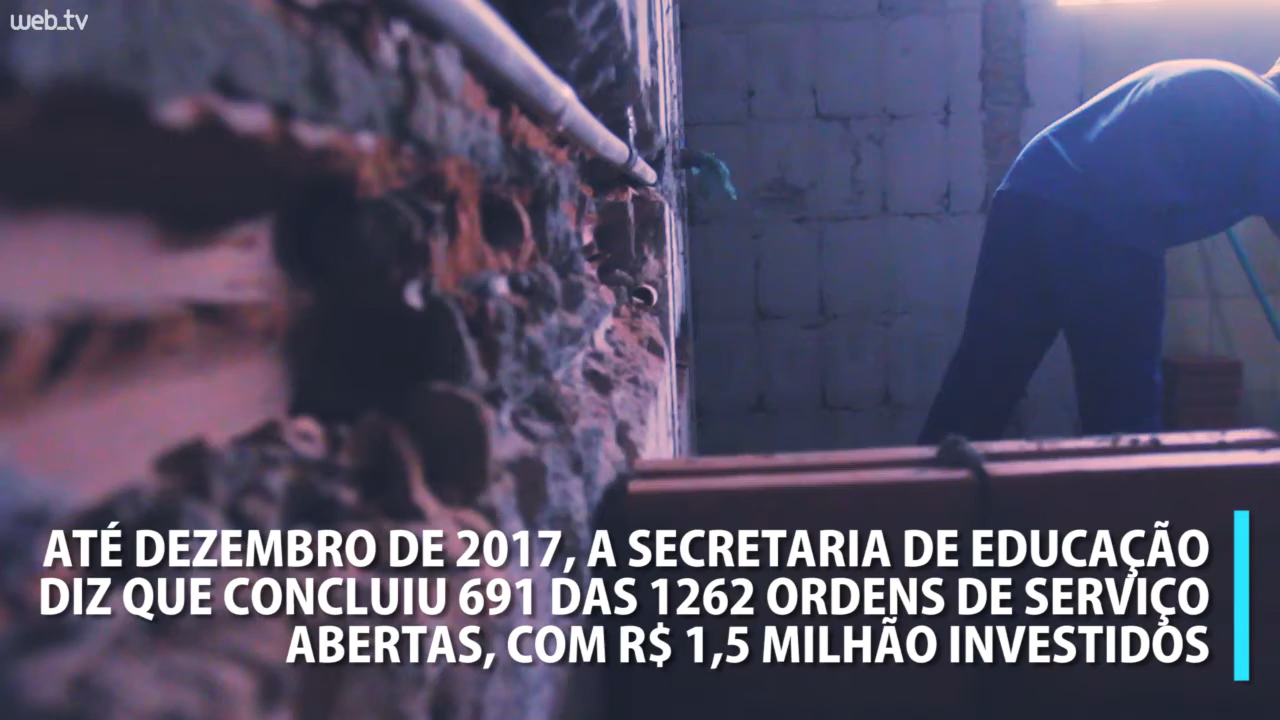 web_tv
ATÉ DEZEMBRO DE 2017, A SECRETARIA DE EDUCAÇÃO
DIZ QUE CONCLUIU 691 DAS 1262 ORDENS DE SERVIÇO
ABERTAS, COM R$ 1,5 MILHÃO INVESTIDOS